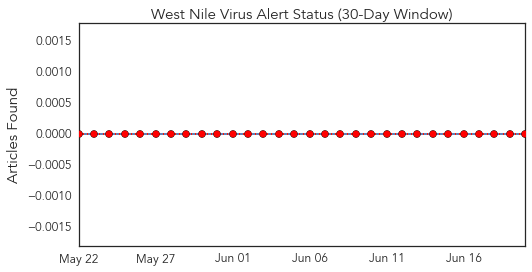 West Nile Virus Alert Status (30-Day Window)
Articles Found
0.0015
0.0010
0.0005
0.0000
−0.0005
−0.0010
−0.0015
May 22 May 27 Jun 01 Jun 06 Jun 11 Jun 16